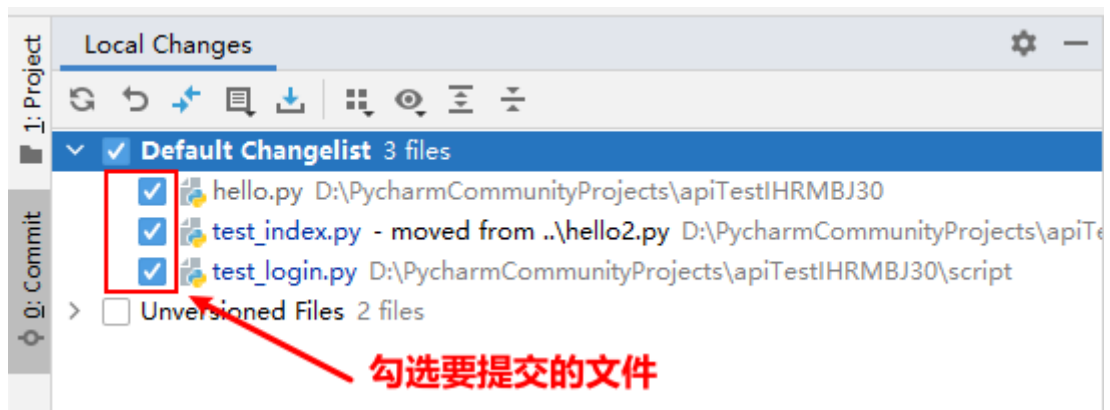 Local Changes
1: Project
Default Changelist 3 files
hello.py D:\PycharmCommunityProjects\apiTestIHRMBJ30
test_index.py - moved from ..\hello2.py D:\PycharmCommunityProjects\apiTe
test_login.py D:\PycharmCommunityProjects\apiTestIHRMBJ30\script
0: Commit
Unversioned Files 2 files
勾选要提交的文件